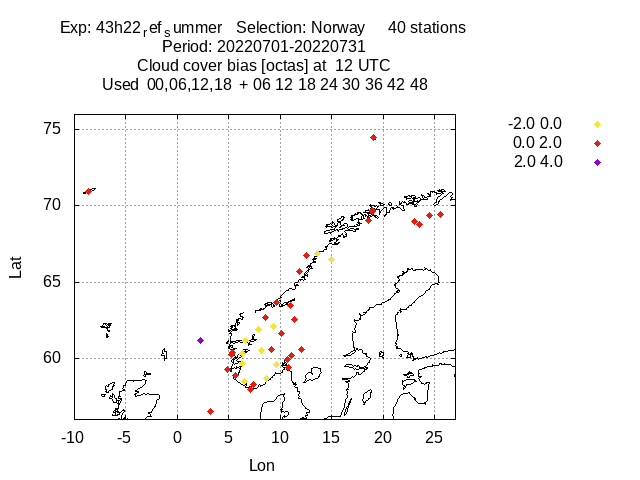 Exp: 43h22refsummer Selection: Norway 40 stations
Period: 20220701-20220731
Cloud cover bias [octas] at 12 UTC
Used 00,06,12,18 + 06 12 18 24 30 36 42 48
-2.0 0.0
0.0 2.0
2.0 4.0
75
70
65
60
Lat
-10 -5 0 5 10 15 20 25
Lon